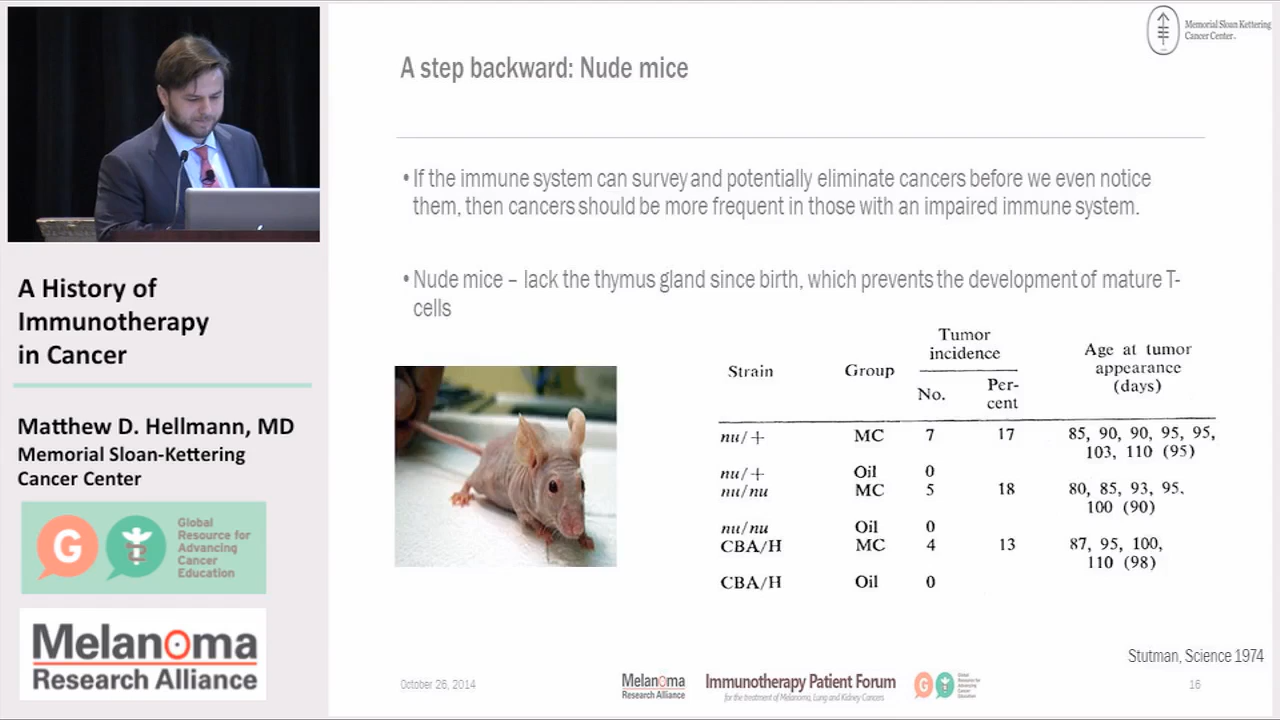 Memorial Sloan Kettering
Cancer Center
A step backward: Nude mice
• If the immune system can survey and potentially eliminate cancers before we even notice
them, then cancers should be more frequent in those with an impaired immune system.
• Nude mice – lack the thymus gland since birth, which prevents the development of mature T-
cells
Tumor
incidence
Age at tumor
appearance
(days)
Strain Group No. Per-
cent
nu/+ MC 7 17 85, 90, 90, 95, 95,
103, 110 (95)
nu/+ Oil 0
nu/nu MC 5 18 80, 85, 93, 95,
100 (90)
nu/nu Oil 0
CBA/H MC 4 13 87, 95, 100,
110 (98)
CBA/H Oil 0
Stutman, Science 1974
October 26, 2014
Melanoma
Research Alliance
Immunotherapy Patient Forum
for the treatment of Melanoma, Lung and Kidney Cancers
G
Global
Resource for
Advancing
Cancer
Education
16
A History of
Immunotherapy
in Cancer
Matthew D. Hellmann, MD
Memorial Sloan-Kettering
Cancer Center
G
Global
Resource for
Advancing
Cancer
Education
Melanoma
Research Alliance